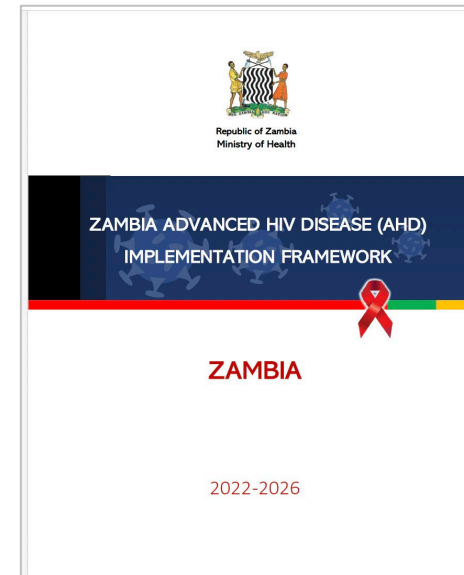 Republic of Zambia
Ministry of Health
ZAMBIA ADVANCED HIV DISEASE (AHD)
IMPLEMENTATION FRAMEWORK
ZAMBIA
2022-2026